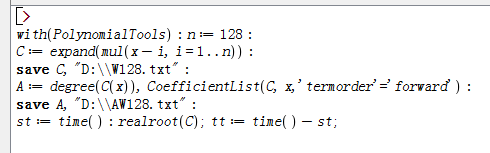 [>
with(PolynomialTools) : n := 128 :
C := expand(mul(x − i, i = 1..n)) :
save C, "D:\\W128.txt" :
A := degree(C(x)), CoefficientList(C, x,'termorder'='forward') :
save A, "D:\\AW128.txt" :
st := time( ) : realroot(C); tt := time( ) − st;